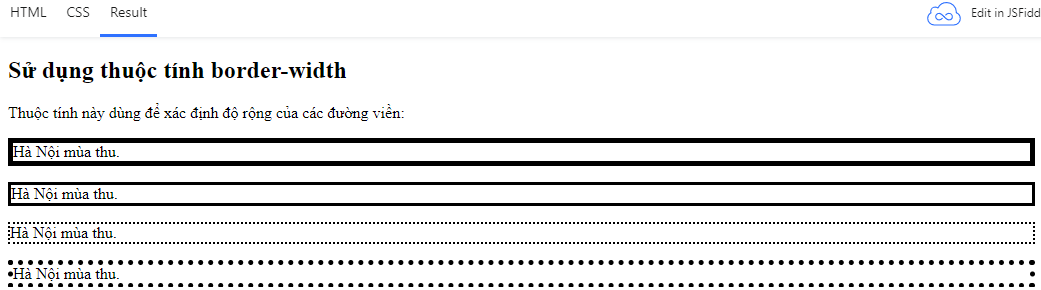 HTML CSS Result Edit in JSFidd
Sử dụng thuộc tính border-width
Thuộc tính này dùng để xác định độ rộng của các đường viền:
Hà Nội mùa thu.
Hà Nội mùa thu.
Hà Nội mùa thu.
Hà Nội mùa thu.